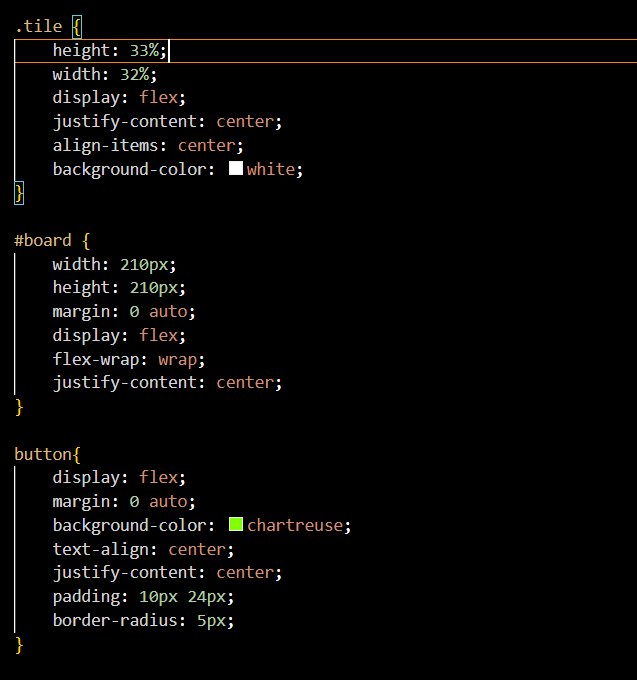 .tile {
    height: 33%;
    width: 32%;
    display: flex;
    justify-content: center;
    align-items: center;
    background-color: white;
}
#board {
    width: 210px;
    height: 210px;
    margin: 0 auto;
    display: flex;
    flex-wrap: wrap;
    justify-content: center;
}
button{
    display: flex;
    margin: 0 auto;
    background-color: chartreuse;
    text-align: center;
    justify-content: center;
    padding: 10px 24px;
    border-radius: 5px;
}